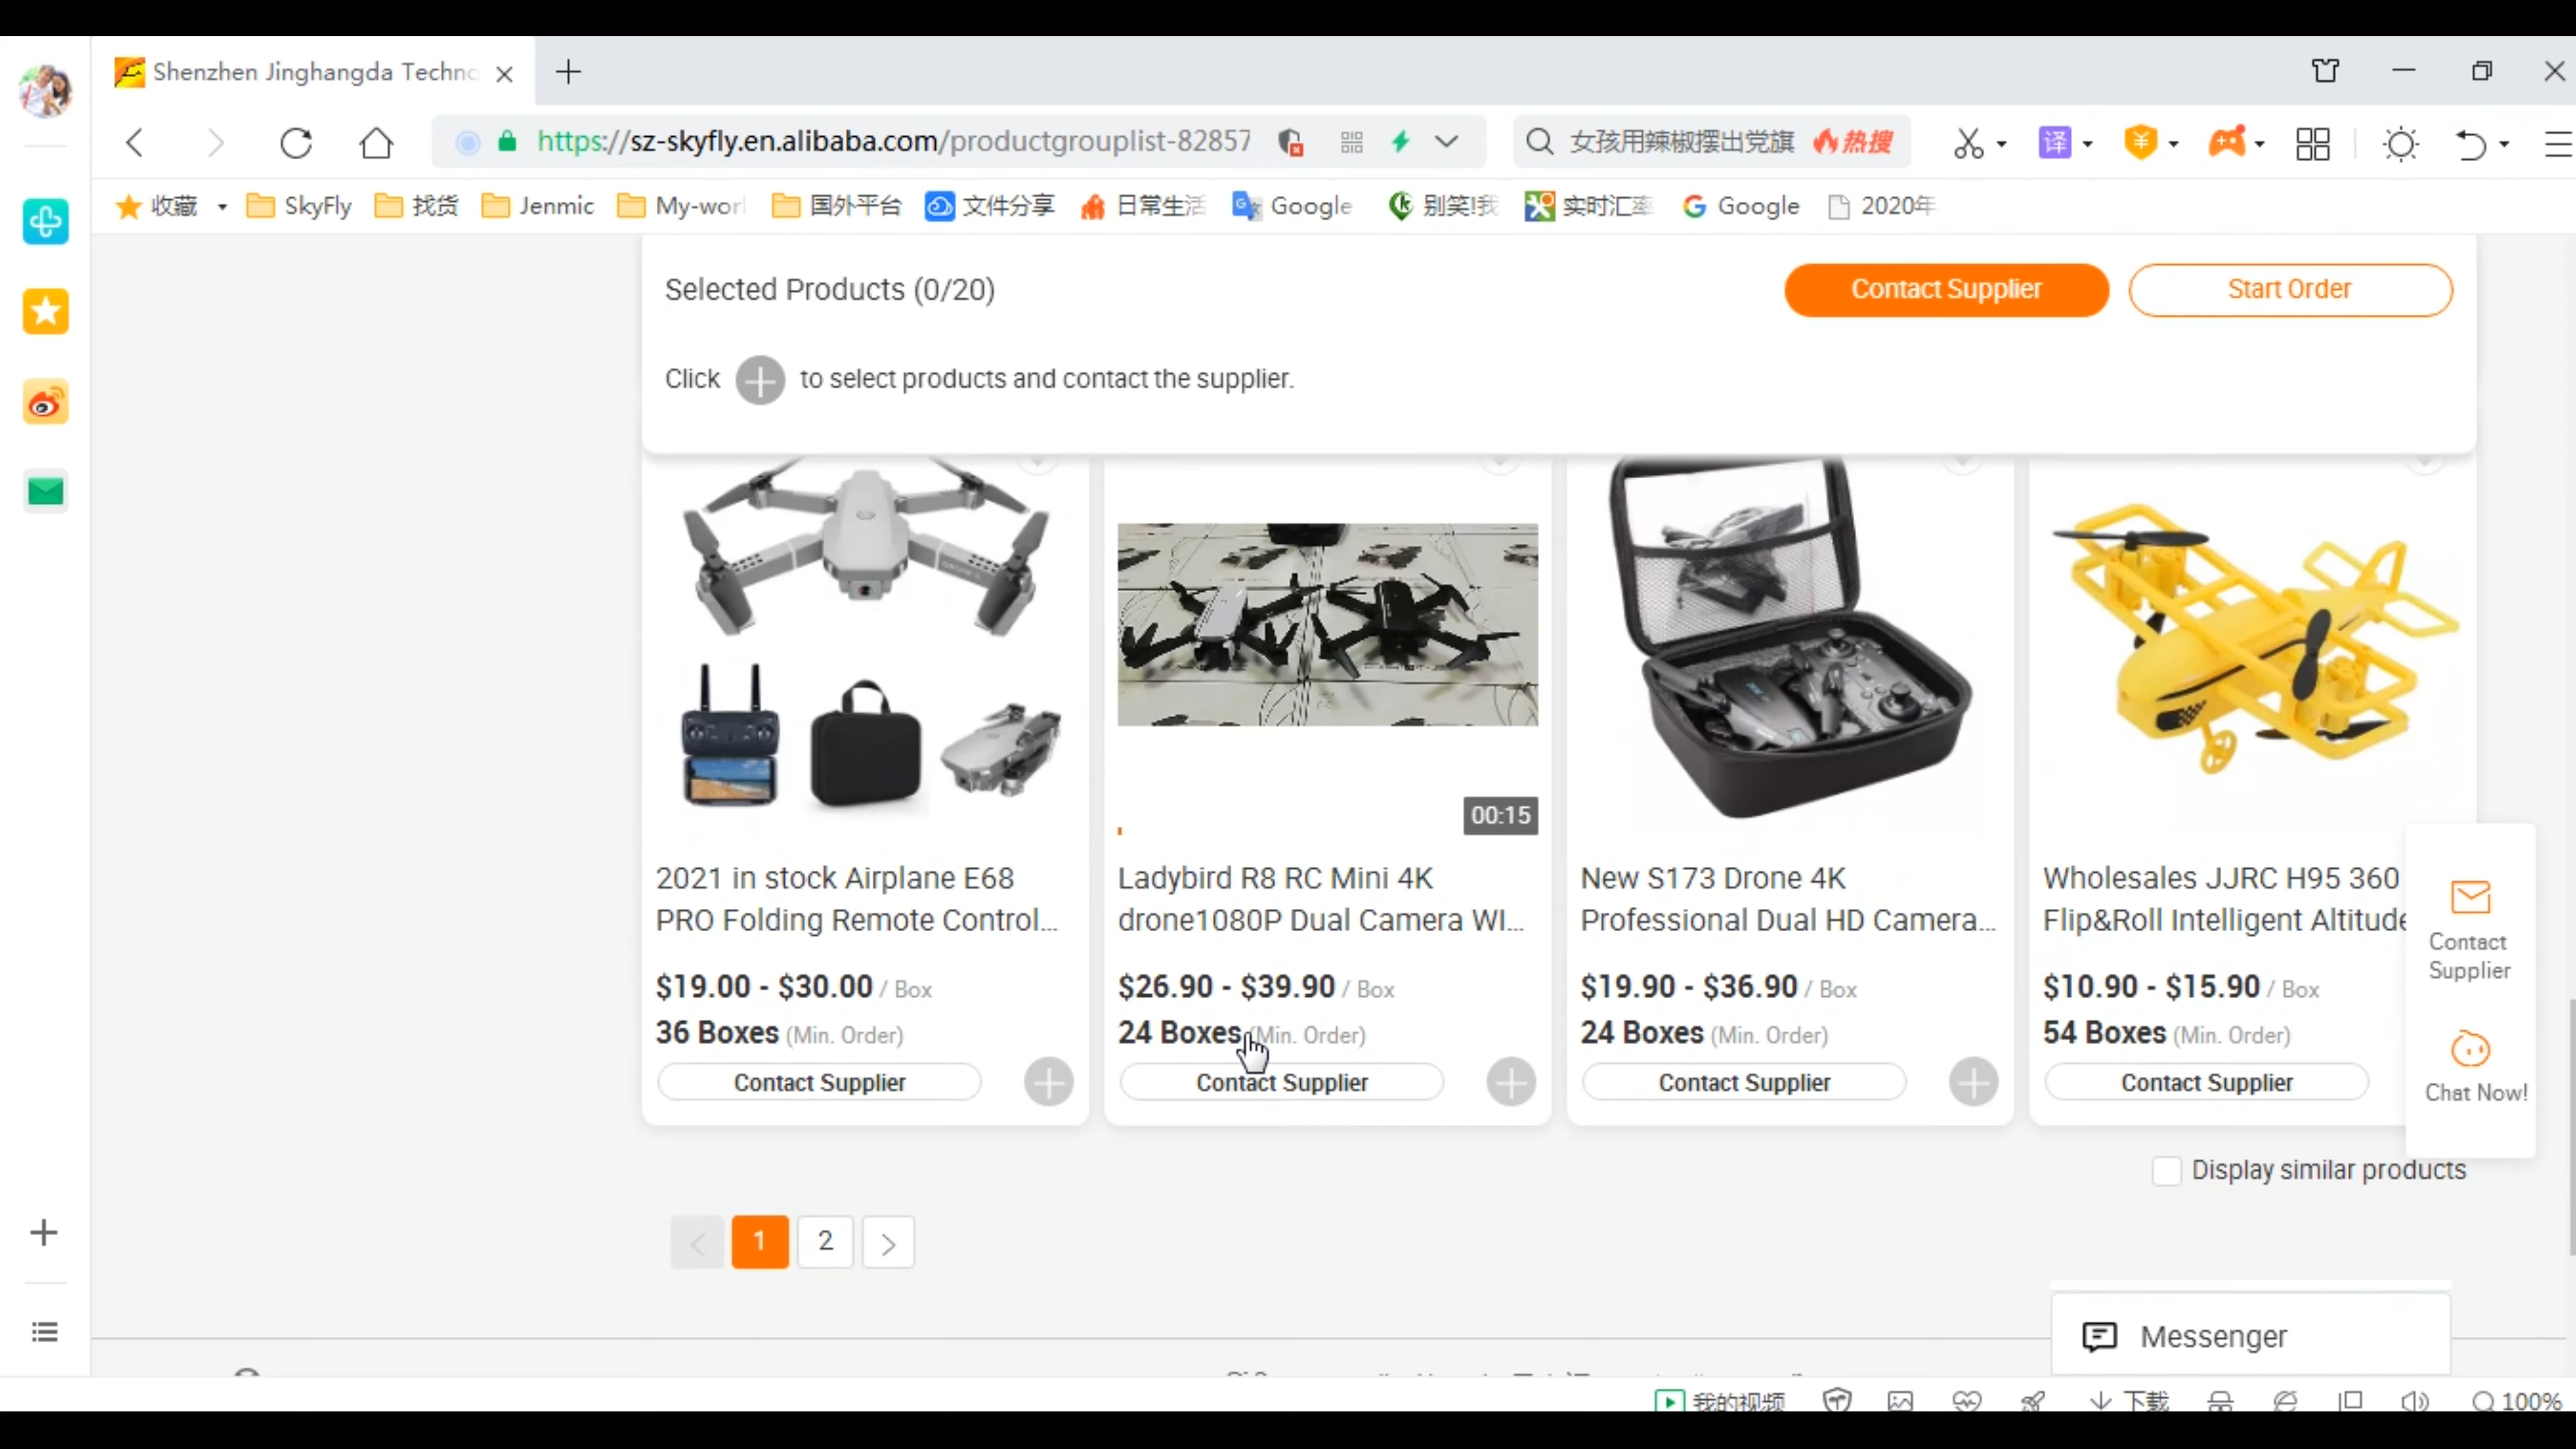 Shenzhen Jinghangda Techno
https://sz-skyfly.en.alibaba.com/productgrouplist-82857
女孩用辣椒摆出党旗 热搜
译
收藏 SkyFly 找货 Jenmic My-wor 国外平台 文件分享 日常生活 Google 别笑!我 实时汇率 Google 2020年
Selected Products (0/20)
Contact Supplier
Start Order
Click + to select products and contact the supplier.
00:15
2021 in stock Airplane E68
PRO Folding Remote Control...
$19.00 - $30.00 / Box
36 Boxes (Min. Order)
Contact Supplier
Ladybird R8 RC Mini 4K
drone1080P Dual Camera WI...
$26.90 - $39.90 / Box
24 Boxes (Min. Order)
Contact Supplier
New S173 Drone 4K
Professional Dual HD Camera...
$19.90 - $36.90 / Box
24 Boxes (Min. Order)
Contact Supplier
Wholesales JJRC H95 360
Flip&Roll Intelligent Altitude
$10.90 - $15.90 / Box
54 Boxes (Min. Order)
Contact Supplier
Contact
Supplier
Chat Now!
Display similar products
1 2
Messenger
我的视频 下载 100%